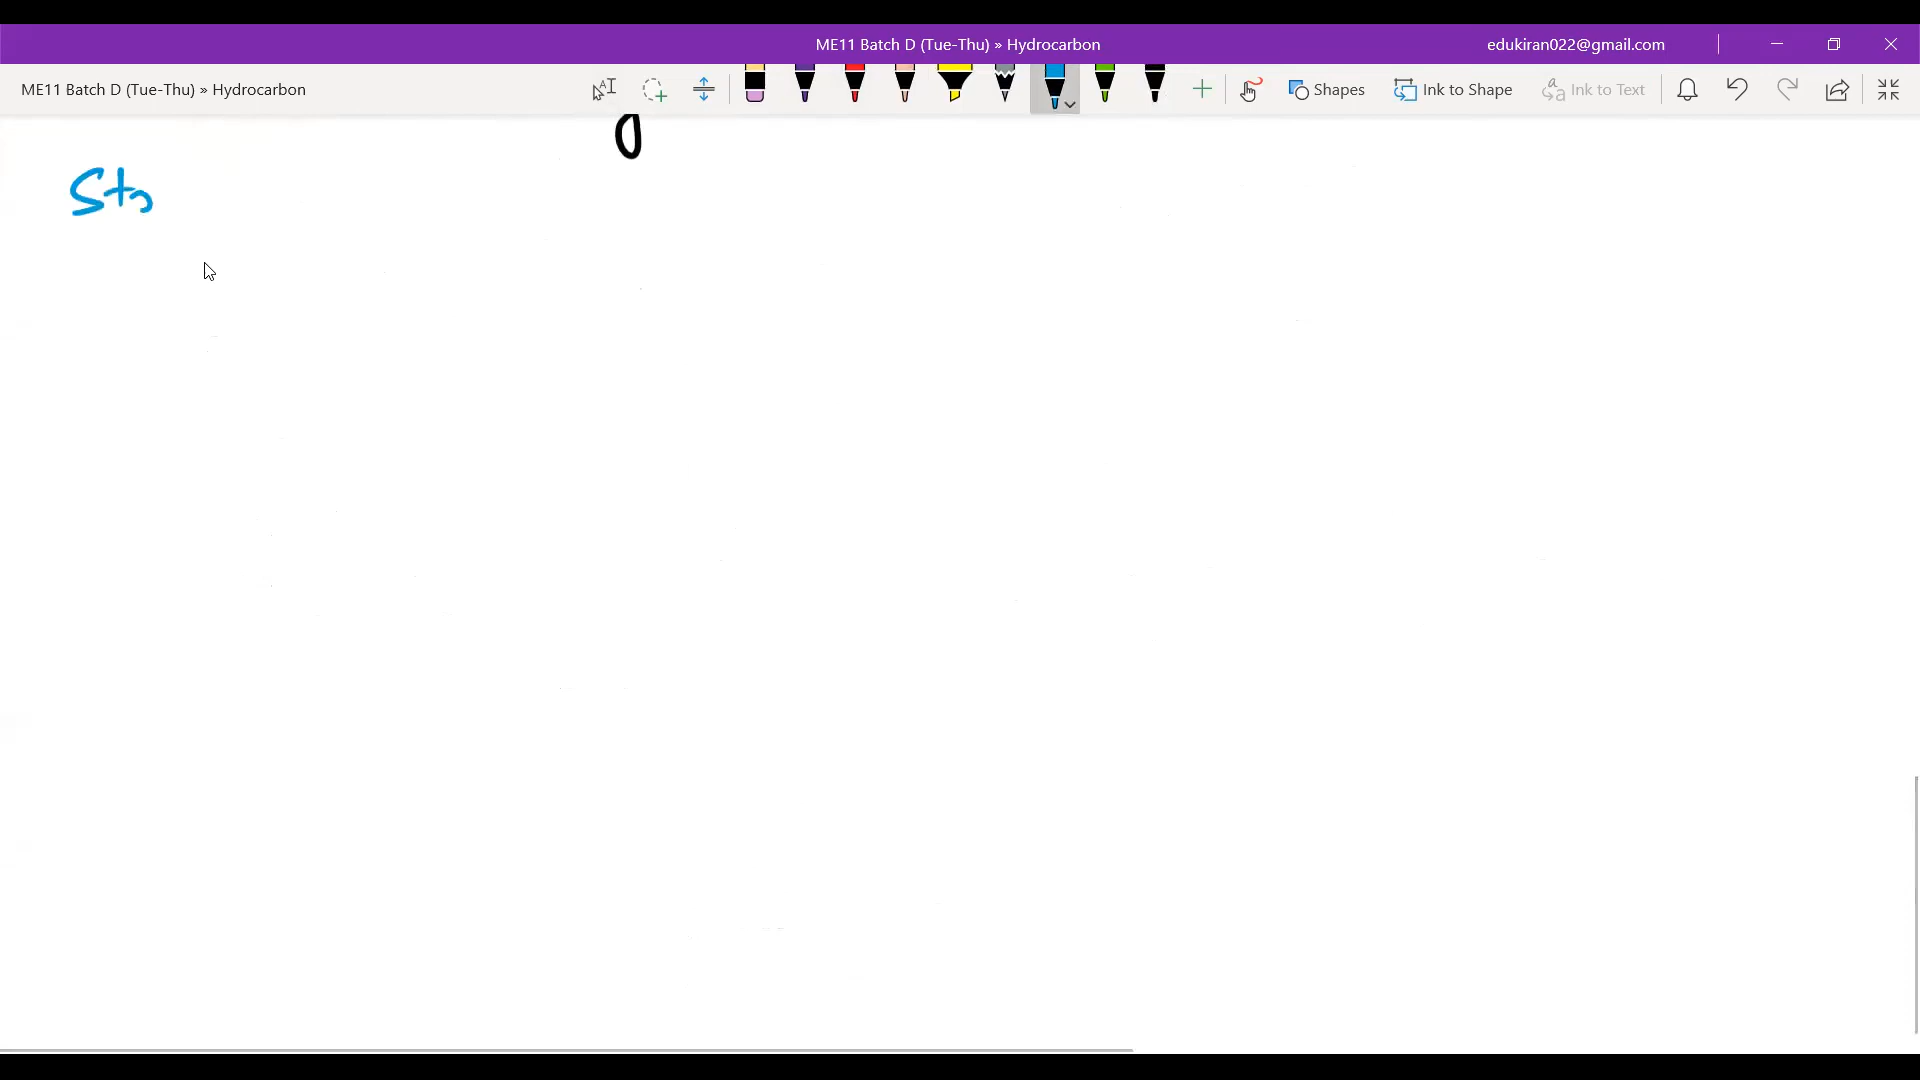 ME11 Batch D (Tue-Thu) » Hydrocarbon edukiran022@gmail.com
ME11 Batch D (Tue-Thu) » Hydrocarbon Shapes Ink to Shape Ink to Text